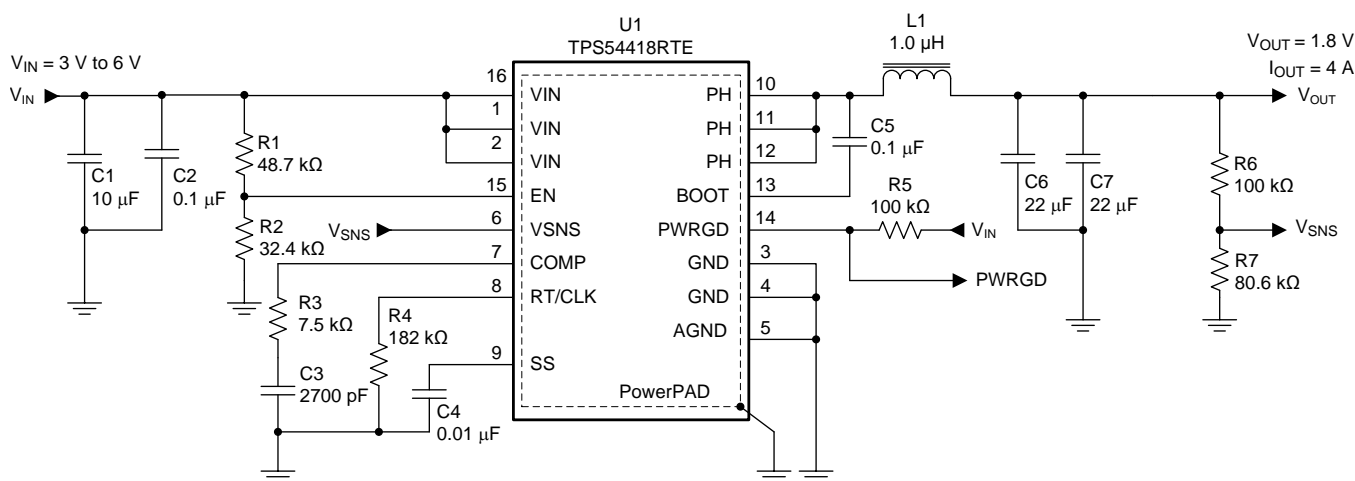 U1
TPS54418RTE
L1
1.0 μH
V_IN = 3 V to 6 V
V_IN
V_OUT = 1.8 V
I_OUT = 4 A
V_OUT
16 VIN PH 10
1 VIN PH 11
2 VIN PH 12
15 EN BOOT 13
6 VSNS PWRGD 14
7 COMP GND 3
8 RT/CLK GND 4
AGND 5
9 SS
PowerPAD
C1
10 μF
C2
0.1 μF
R1
48.7 kΩ
R2
32.4 kΩ
V_SNS
R3
7.5 kΩ
C3
2700 pF
R4
182 kΩ
C4
0.01 μF
C5
0.1 μF
R5
100 kΩ
V_IN
PWRGD
C6
22 μF
C7
22 μF
R6
100 kΩ
V_SNS
R7
80.6 kΩ